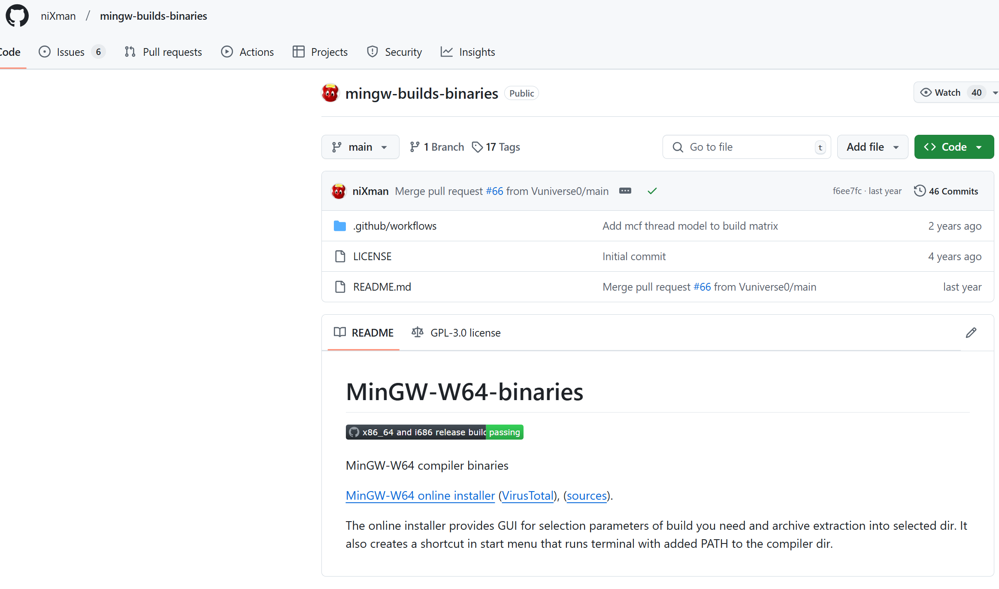 niXman / mingw-builds-binaries
Code Issues 6 Pull requests Actions Projects Security Insights
mingw-builds-binaries Public Watch 40
main 1 Branch 17 Tags Go to file t Add file Code
niXman Merge pull request #66 from Vuniverse0/main f6ee7fc · last year 46 Commits
.github/workflows Add mcf thread model to build matrix 2 years ago
LICENSE Initial commit 4 years ago
README.md Merge pull request #66 from Vuniverse0/main last year
README GPL-3.0 license
MinGW-W64-binaries
x86_64 and i686 release build passing
MinGW-W64 compiler binaries
MinGW-W64 online installer (VirusTotal), (sources).
The online installer provides GUI for selection parameters of build you need and archive extraction into selected dir. It
also creates a shortcut in start menu that runs terminal with added PATH to the compiler dir.